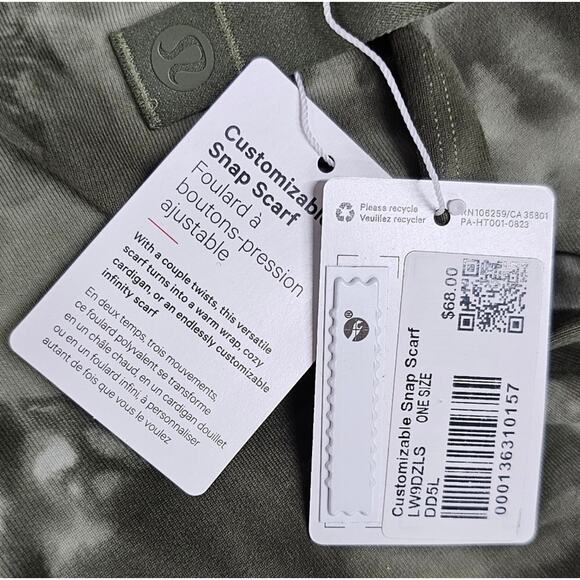 Customizable
Snap Scarf
Foulard à
boutons-pression
ajustable
With a couple twists, this versatile
scarf turns into a warm wrap, cozy
cardigan, or an endlessly customizable
infinity scarf
En deux temps, trois mouvements,
ce foulard polyvalent se transforme
en un châle chaud, en un cardigan douillet
ou en un foulard infini, à personnaliser
autant de fois que vous le voulez
Please recycle
Veuillez recycler
RN106259/CA 35801
PA-HT001-0823
$68.00
Customizable Snap Scarf
LW9DZLS ONE SIZE
DD5L
000136310157